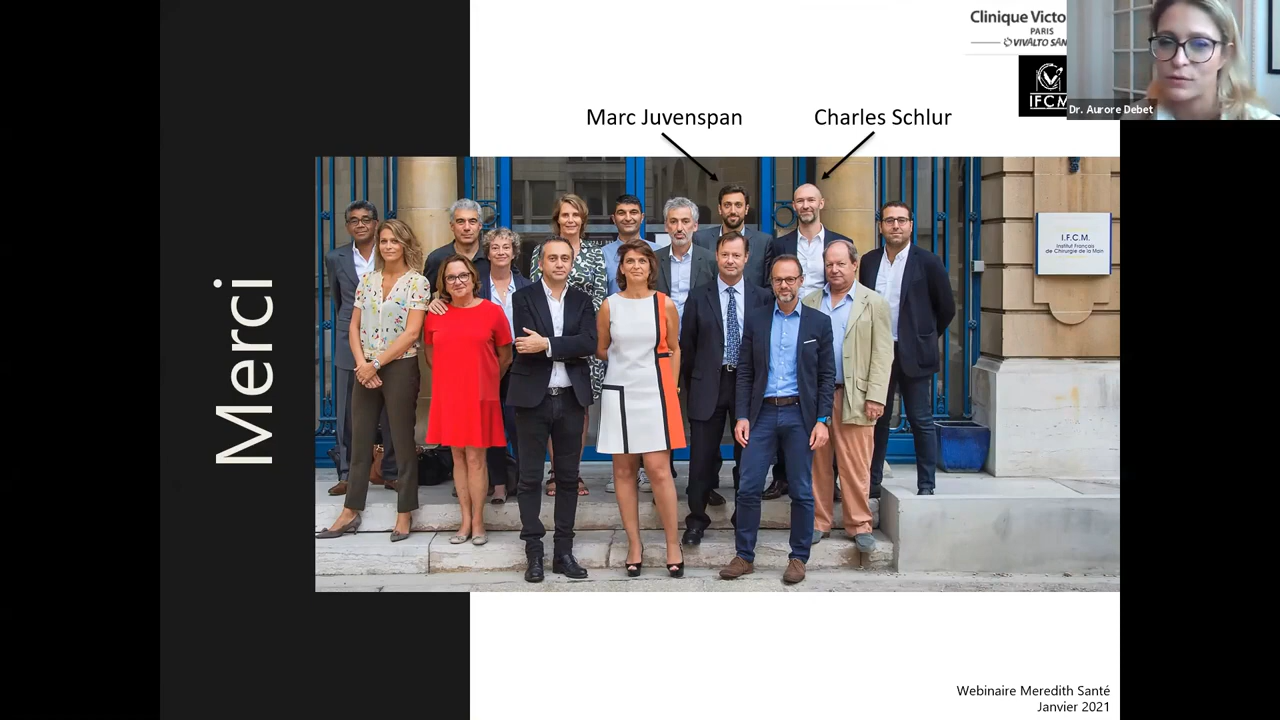 Clinique Victo
PARIS
VIVALTO SAN
IFCM
Dr. Aurore Debet
Marc Juvenspan
Charles Schlur
Merci
I.F.C.M.
Institut Français
de Chirurgie de la Main
Webinaire Meredith Santé
Janvier 2021